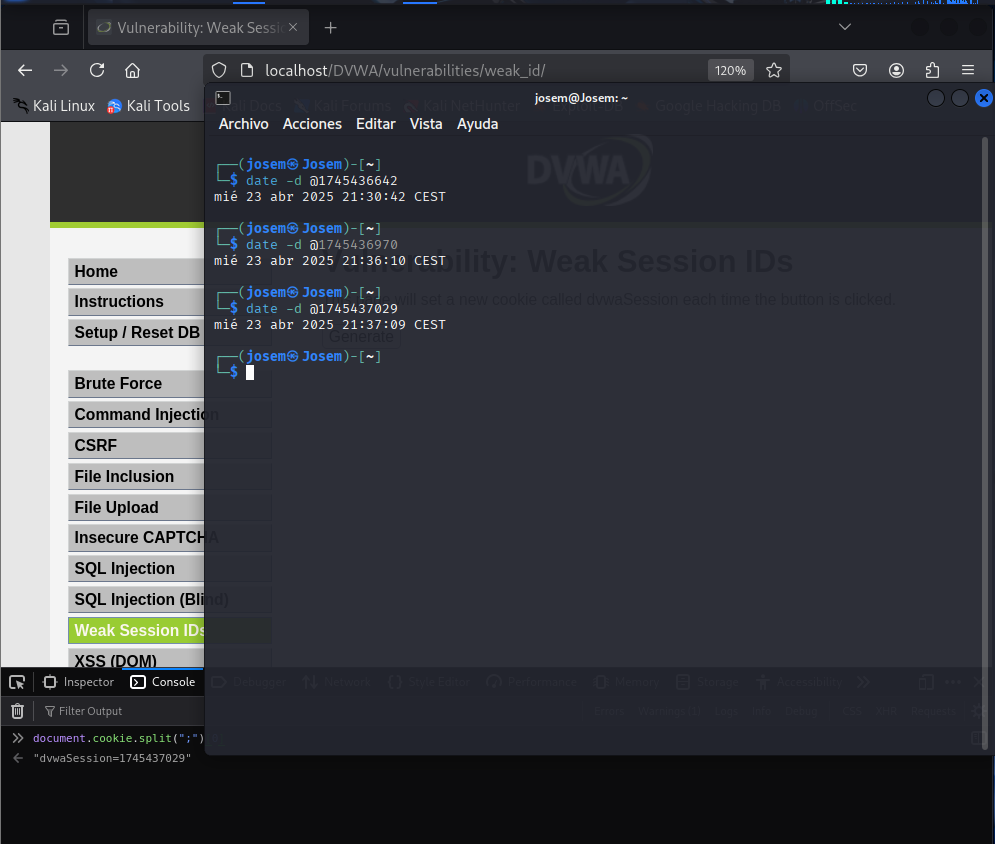 Vulnerability: Weak Sessi
localhost/DVWA/vulnerabilities/weak_id/
120%
Kali Linux
Kali Tools
Kali Docs
Kali Forums
Kali NetHunter
Google Hacking DB
OffSec
josem@Josem: ~
Archivo Acciones Editar Vista Ayuda
DVWA
┌──(josem㉿Josem)-[~]
└─$ date -d @1745436642
mié 23 abr 2025 21:30:42 CEST
┌──(josem㉿Josem)-[~]
└─$ date -d @1745436970
mié 23 abr 2025 21:36:10 CEST
┌──(josem㉿Josem)-[~]
└─$ date -d @1745437029
mié 23 abr 2025 21:37:09 CEST
┌──(josem㉿Josem)-[~]
└─$
Vulnerability: Weak Session IDs
will set a new cookie called dvwaSession each time the button is clicked.
Generate
Home
Instructions
Setup / Reset DB
Brute Force
Command Injection
CSRF
File Inclusion
File Upload
Insecure CAPTCHA
SQL Injection
SQL Injection (Blind)
Weak Session IDs
XSS (DOM)
Inspector Console Debugger Network Style Editor Performance Memory Storage Accessibility
Filter Output
Errors Warnings Logs Info Debug CSS XHR Requests
document.cookie.split(";")
"dvwaSession=1745437029"